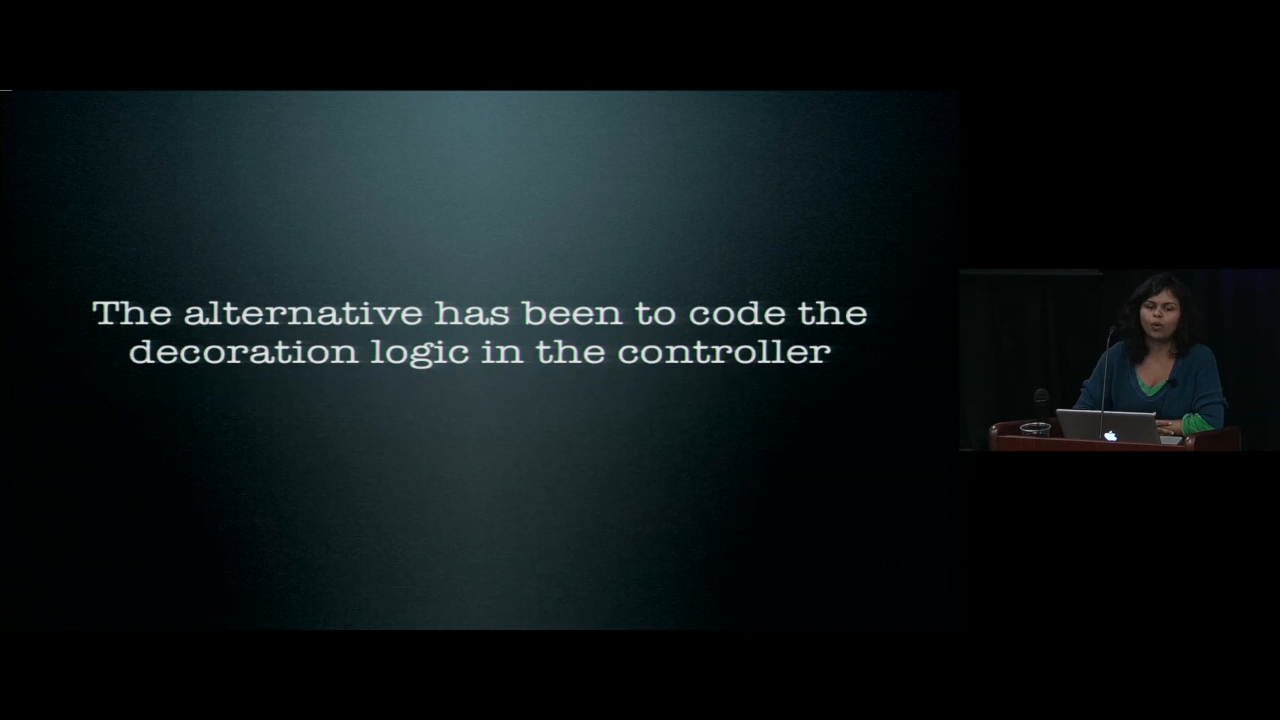 The alternative has been to code the
decoration logic in the controller